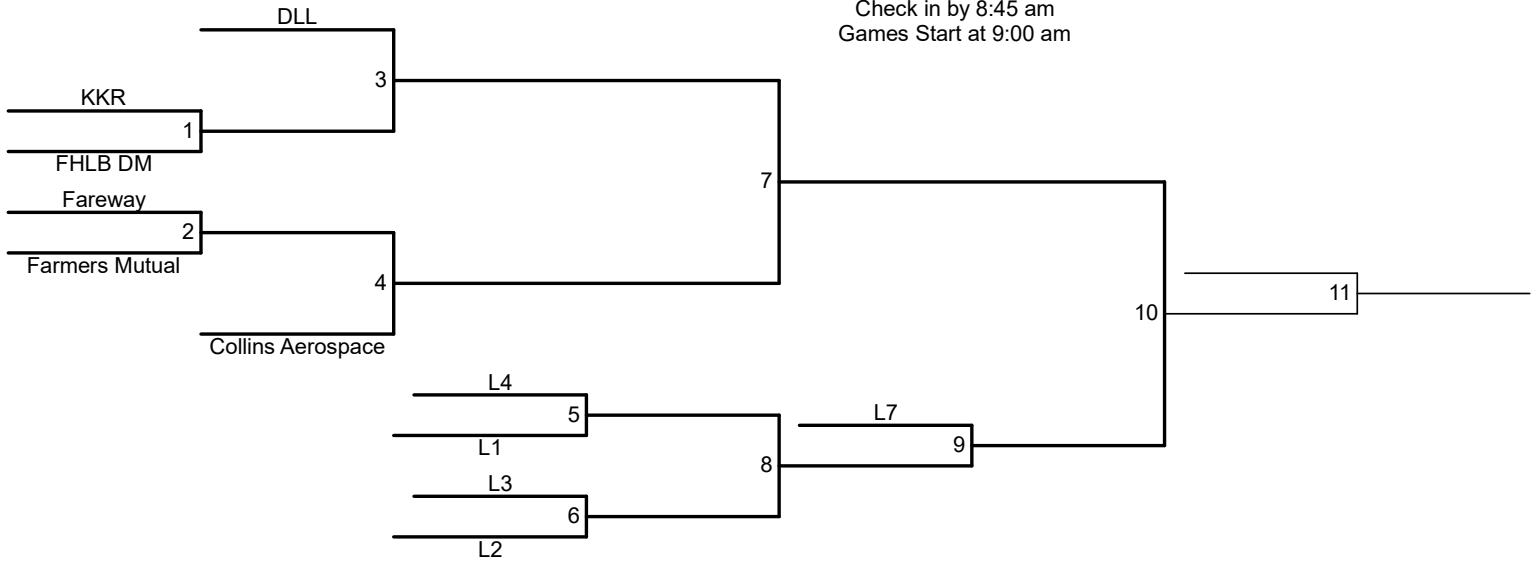 Check in by 8:45 am
Games Start at 9:00 am
DLL
3
KKR
1
FHLB DM
7
Fareway
2
Farmers Mutual
4
Collins Aerospace
11
10
L4
5
L1
L7
9
8
L3
6
L2